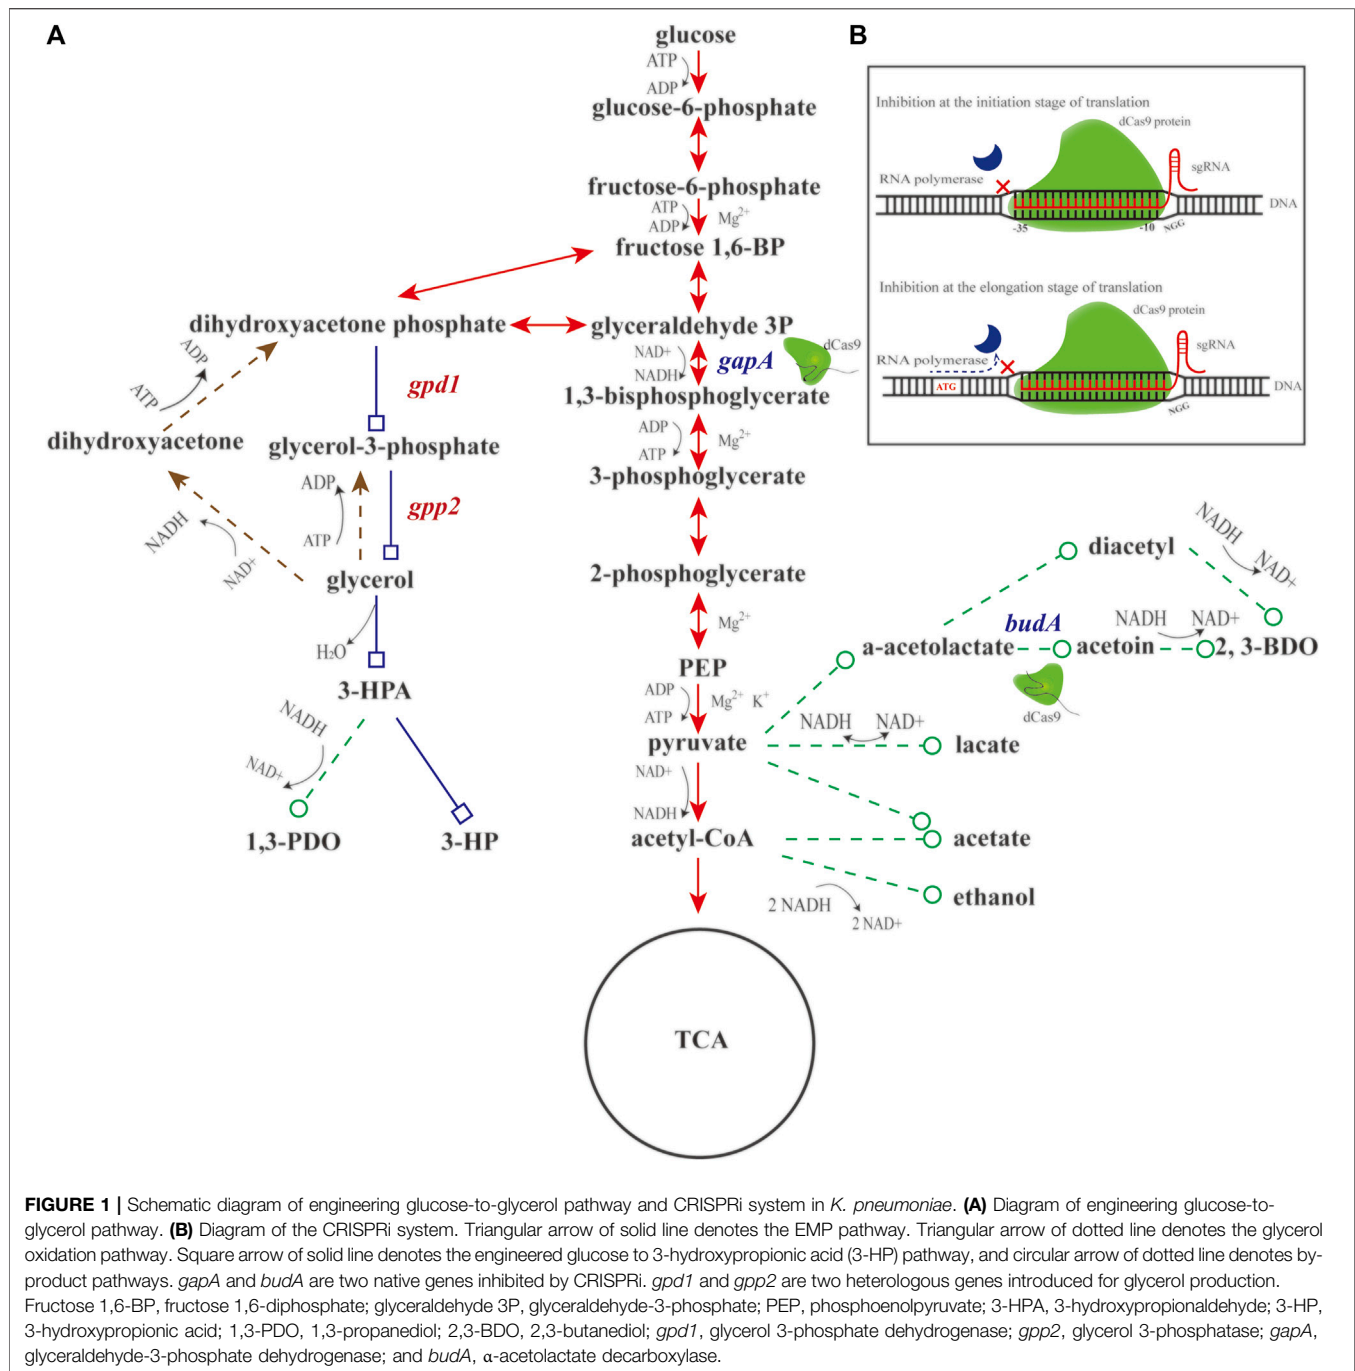 A
glucose
ATP
ADP
glucose-6-phosphate
fructose-6-phosphate
ATP
ADP
Mg²⁺
fructose 1,6-BP
dihydroxyacetone phosphate
glyceraldehyde 3P
NAD+
NADH
gapA
dCas9
1,3-bisphosphoglycerate
ADP
ATP
Mg²⁺
3-phosphoglycerate
2-phosphoglycerate
Mg²⁺
PEP
ADP
ATP
Mg²⁺ K⁺
pyruvate
NAD+
NADH
acetyl-CoA
TCA
ADP
ATP
gpd1
dihydroxyacetone
glycerol-3-phosphate
ADP
ATP
gpp2
NADH
NAD+
glycerol
H₂O
3-HPA
NADH
NAD+
1,3-PDO
3-HP
diacetyl
NADH
NAD+
budA
NADH
NAD+
a-acetolactate
acetoin
2, 3-BDO
dCas9
NADH
NAD+
lacate
acetate
ethanol
2 NADH
2 NAD+
B
Inhibition at the initiation stage of translation
dCas9 protein
sgRNA
RNA polymerase
DNA
-35
-10
NGG
Inhibition at the elongation stage of translation
dCas9 protein
sgRNA
RNA polymerase
ATG
DNA
NGG
FIGURE 1 | Schematic diagram of engineering glucose-to-glycerol pathway and CRISPRi system in K. pneumoniae. (A) Diagram of engineering glucose-to-
glycerol pathway. (B) Diagram of the CRISPRi system. Triangular arrow of solid line denotes the EMP pathway. Triangular arrow of dotted line denotes the glycerol
oxidation pathway. Square arrow of solid line denotes the engineered glucose to 3-hydroxypropionic acid (3-HP) pathway, and circular arrow of dotted line denotes by-
product pathways. gapA and budA are two native genes inhibited by CRISPRi. gpd1 and gpp2 are two heterologous genes introduced for glycerol production.
Fructose 1,6-BP, fructose 1,6-diphosphate; glyceraldehyde 3P, glyceraldehyde-3-phosphate; PEP, phosphoenolpyruvate; 3-HPA, 3-hydroxypropionaldehyde; 3-HP,
3-hydroxypropionic acid; 1,3-PDO, 1,3-propanediol; 2,3-BDO, 2,3-butanediol; gpd1, glycerol 3-phosphate dehydrogenase; gpp2, glycerol 3-phosphatase; gapA,
glyceraldehyde-3-phosphate dehydrogenase; and budA, α-acetolactate decarboxylase.